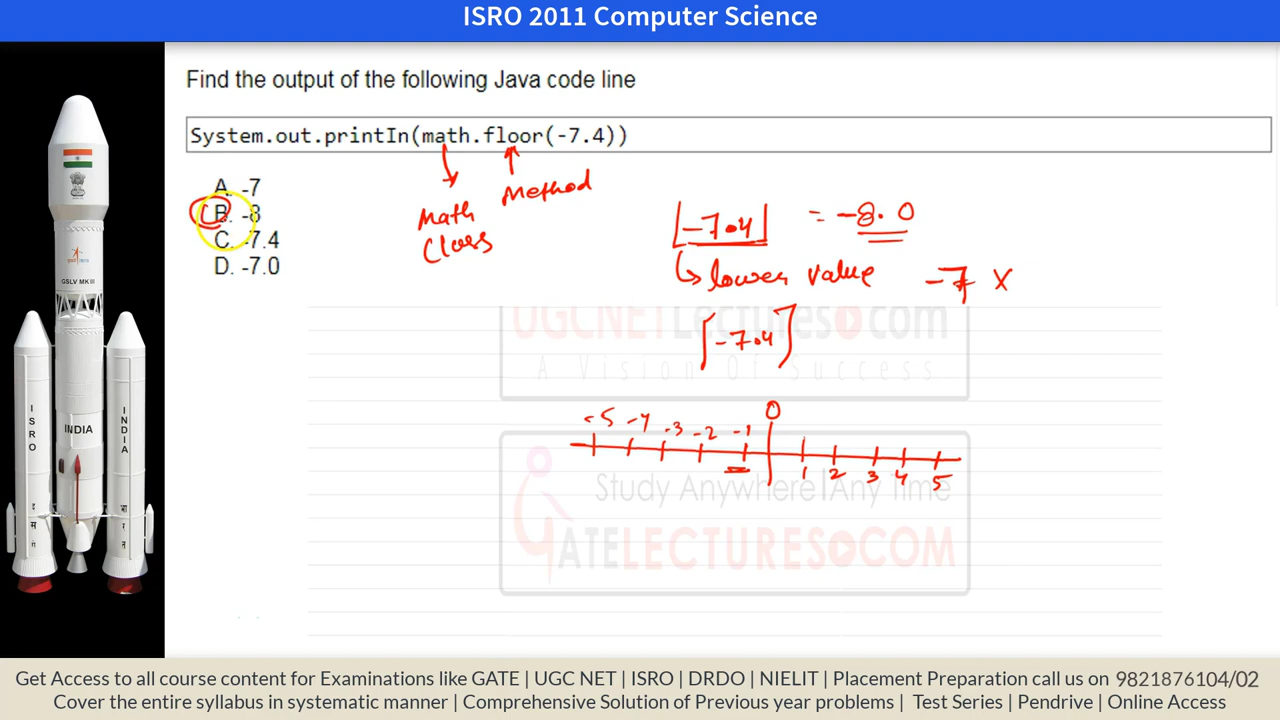 ISRO 2011 Computer Science
Find the output of the following Java code line
System.out.printIn(math.floor(-7.4))
A. -7
B. -8
C. -7.4
D. -7.0
Math
Class
Method
⌊-7.4⌋ = -8.0
lower value -7 x
⌈-7.4⌉
-5 -4 -3 -2 -1 0
1 2 3 4 5
UGCNETLectures.com
A Vision Of Success
Study Anywhere|Any Time
GATELECTURES.COM
GSLV MK III
ISRO
INDIA
INDIA
Get Access to all course content for Examinations like GATE | UGC NET | ISRO | DRDO | NIELIT | Placement Preparation call us on 9821876104/02
Cover the entire syllabus in systematic manner | Comprehensive Solution of Previous year problems | Test Series | Pendrive | Online Access